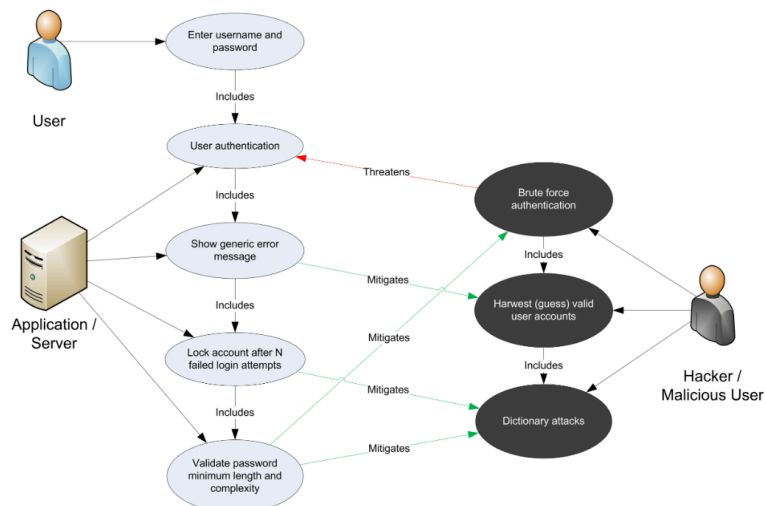 Enter username and
password
User
Includes
User authentication
Threatens
Includes
Brute force
authentication
Show generic error
message
Includes
Mitigates
Harwest (guess) valid
user accounts
Includes
Application /
Server
Mitigates
Lock account after N
failed login attempts
Includes
Hacker /
Malicious User
Mitigates
Includes
Dictionary attacks
Mitigates
Validate password
minimum length and
complexity